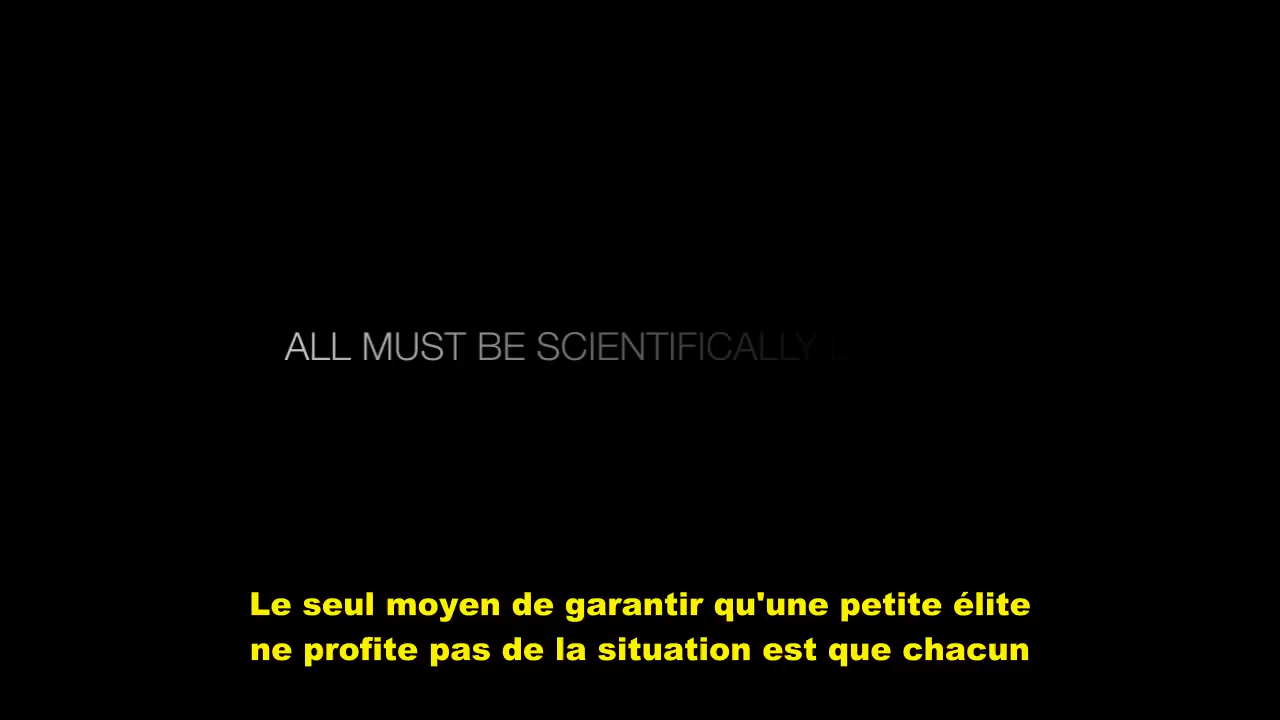 ALL MUST BE SCIENTIFICALLY L
Le seul moyen de garantir qu'une petite élite
ne profite pas de la situation est que chacun